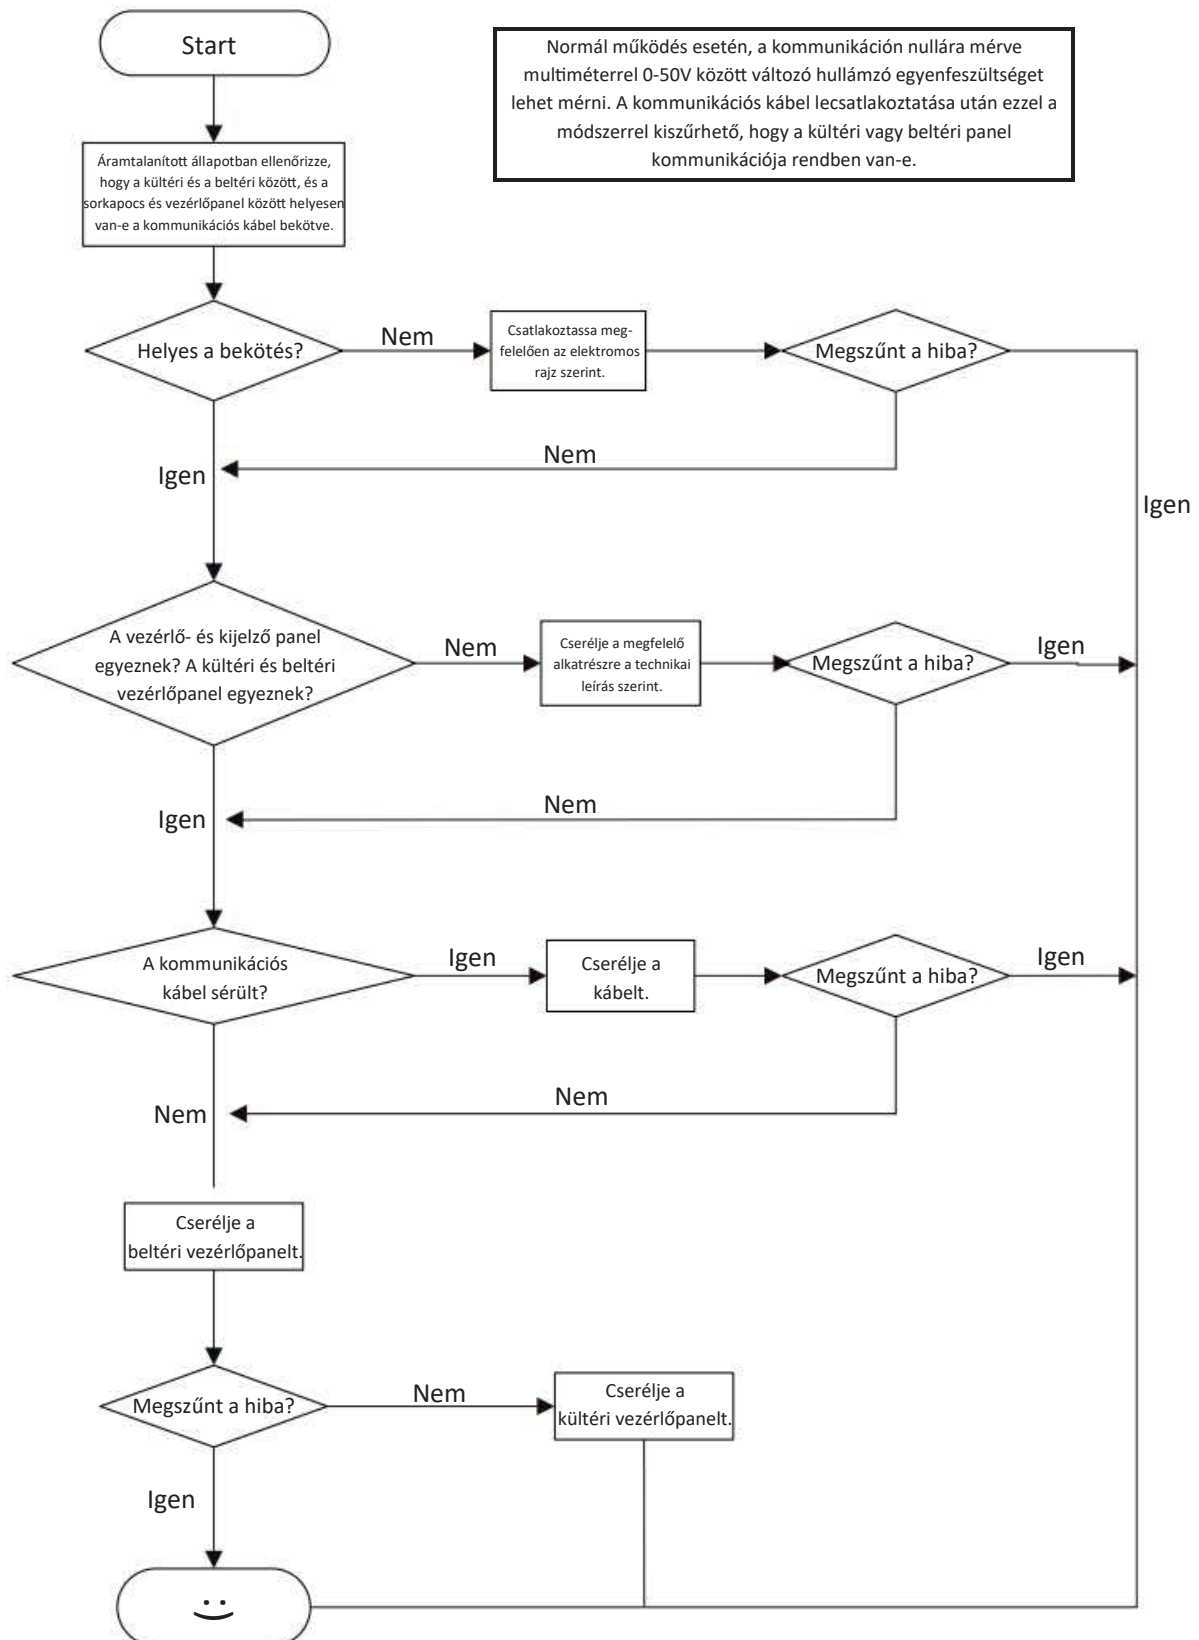 Start
Normál működés esetén, a kommunikáción nullára mérve
multiméterrel 0-50V között változó hullámzó egyenfeszültséget
lehet mérni. A kommunikációs kábel lecsatlakoztatása után ezzel a
módszerrel kiszűrhető, hogy a kültéri vagy beltéri panel
kommunikációja rendben van-e.
Áramtalanított állapotban ellenőrizze,
hogy a kültéri és a beltéri között, és a
sorkapocs és vezérlőpanel között helyesen
van-e a kommunikációs kábel bekötve.
Helyes a bekötés?
Nem
Csatlakoztassa meg-
felelően az elektromos
rajz szerint.
Megszűnt a hiba?
Nem
Igen
Igen
A vezérlő- és kijelző panel
egyeznek? A kültéri és beltéri
vezérlőpanel egyeznek?
Nem
Cserélje a megfelelő
alkatrészre a technikai
leírás szerint.
Megszűnt a hiba?
Igen
Nem
Igen
A kommunikációs
kábel sérült?
Igen
Cserélje a
kábelt.
Megszűnt a hiba?
Igen
Nem
Nem
Cserélje a
beltéri vezérlőpanelt.
Megszűnt a hiba?
Nem
Cserélje a
kültéri vezérlőpanelt.
Igen